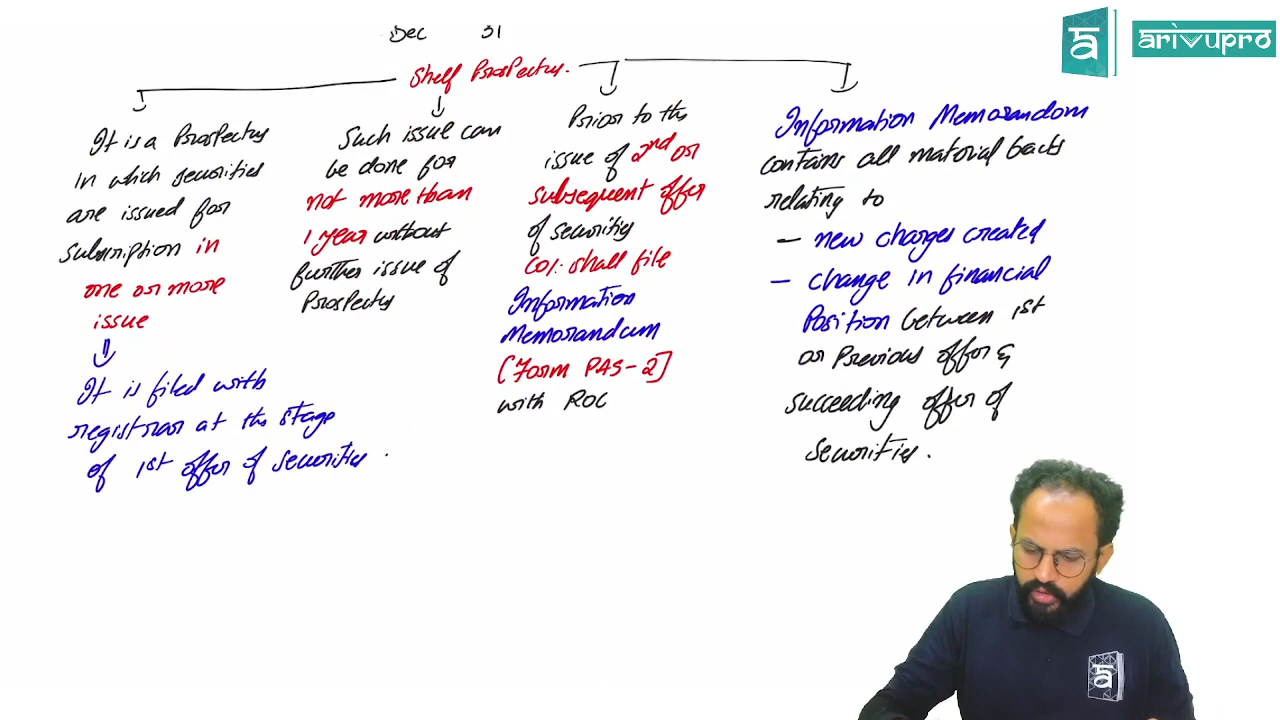 Dec 31
Shelf Prospectus.
It is a Prospectus
in which securities
are issued for
subscription in
one or more
issue
It is filed with
registrar at the stage
of 1st offer of securities.
Such issue can
be done for
not more than
1 year without
further issue of
Prospectus
Prior to the
issue of 2nd or
subsequent offer
of securities
co/. shall file
Information
Memorandum
[Form PAS-2]
with ROC
Information Memorandum
contains all material facts
relating to
- new charges created
- change in financial
Position between 1st
or Previous offer &
succeeding offer of
securities.
arivupro